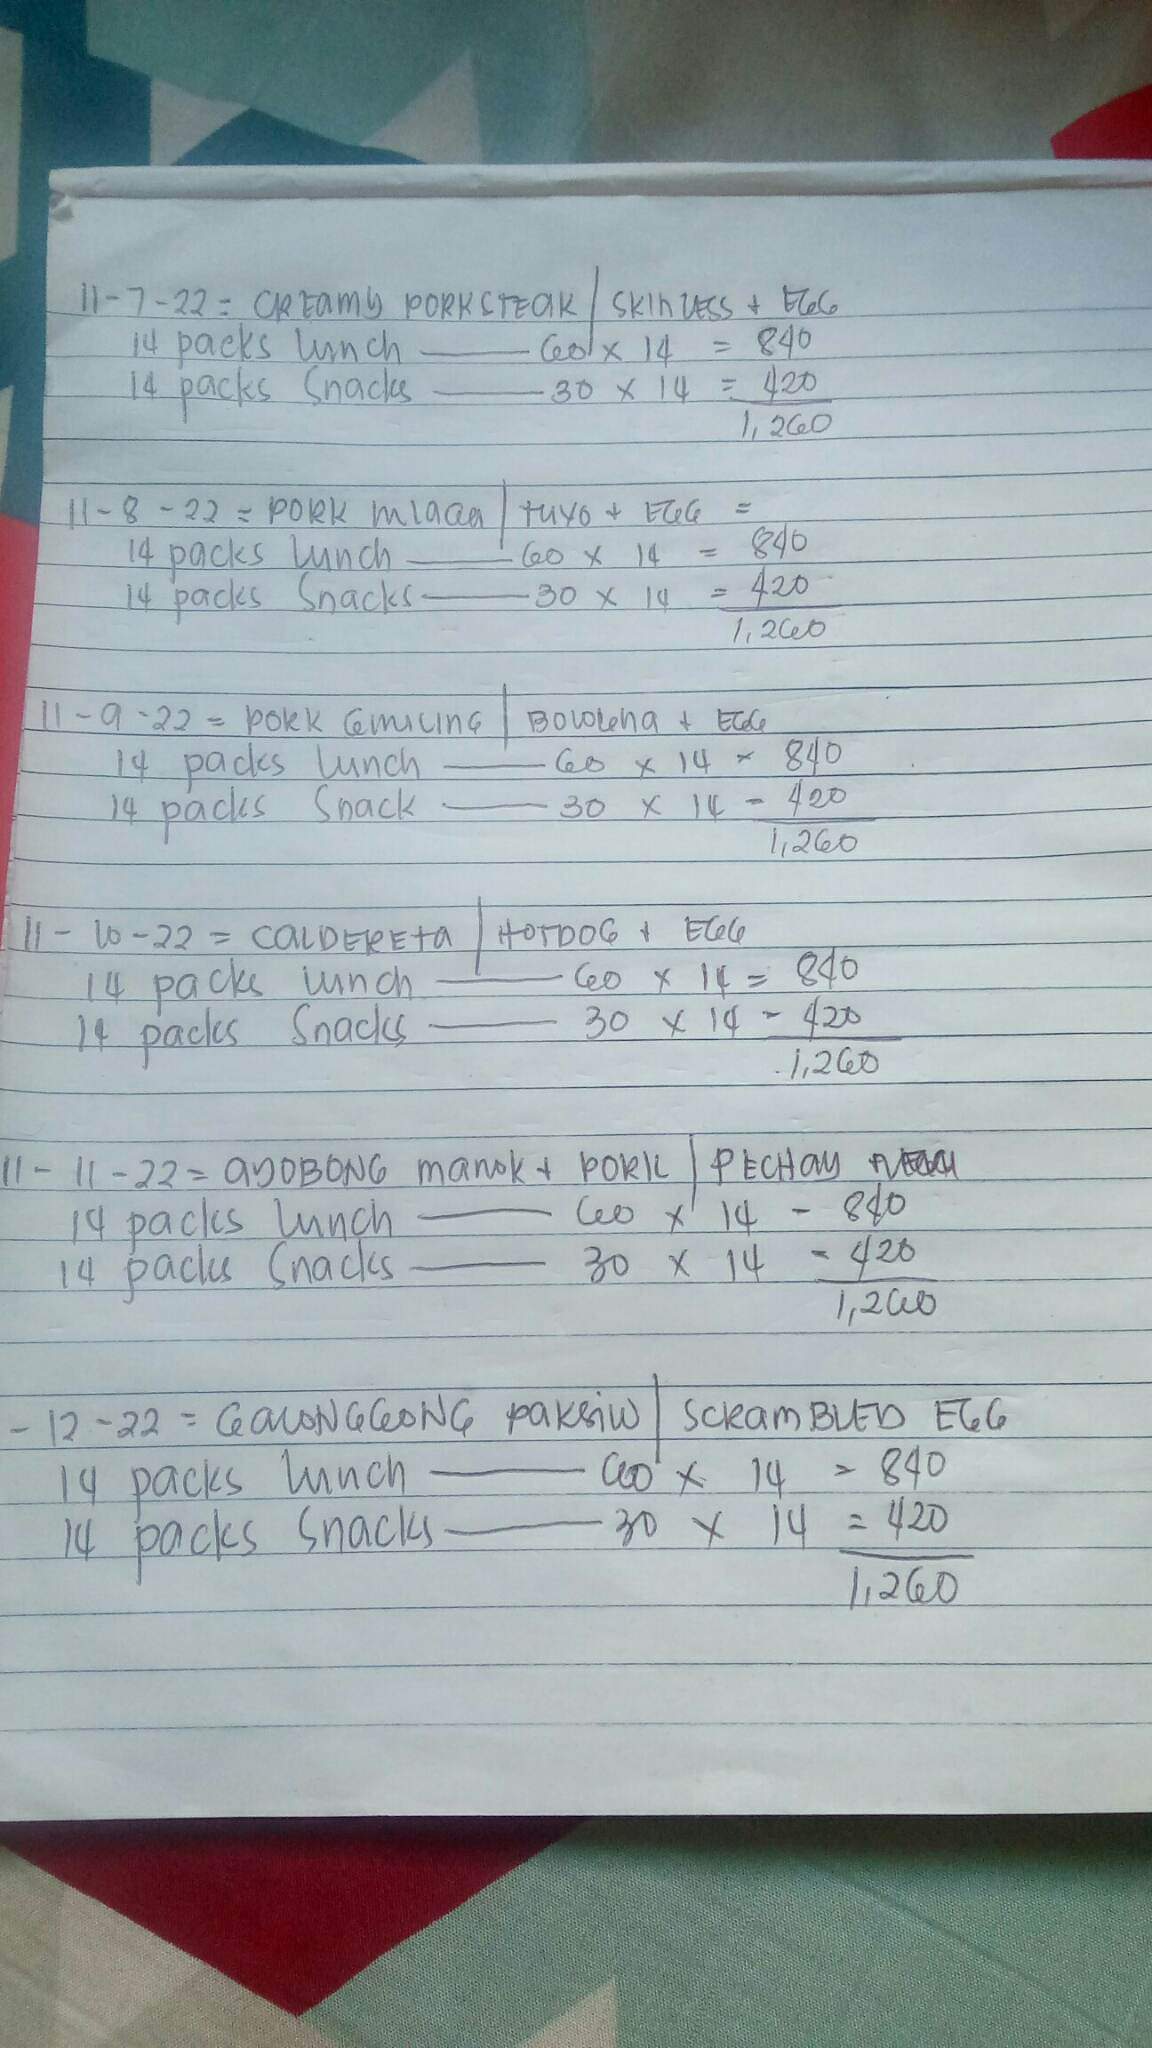 11-7-22 = CREAMY PORKSTEAK / SKINLESS + EGG
14 packs lunch — 60 x 14 = 840
14 packs Snacks — 30 x 14 = 420
1,260
11-8-22 = PORK NILAGA / TUYO + EGG =
14 packs lunch — 60 x 14 = 840
14 packs Snacks — 30 x 14 = 420
1,260
11-9-22 = PORK GINILING / BOLOGNA + EGG
14 packs lunch — 60 x 14 = 840
14 packs Snack — 30 x 14 = 420
1,260
11-10-22 = CALDERETA / HOTDOG + EGG
14 packs lunch — 60 x 14 = 840
14 packs Snacks — 30 x 14 = 420
1,260
11-11-22 = ADOBONG manok + PORK / PECHAY
14 packs lunch — 60 x 14 - 840
14 packs Snacks — 30 x 14 = 420
1,260
-12-22 = GALONGGONG PAKSIW / SCRAMBLED EGG
14 packs lunch — 60 x 14 = 840
14 packs Snacks — 30 x 14 = 420
1,260